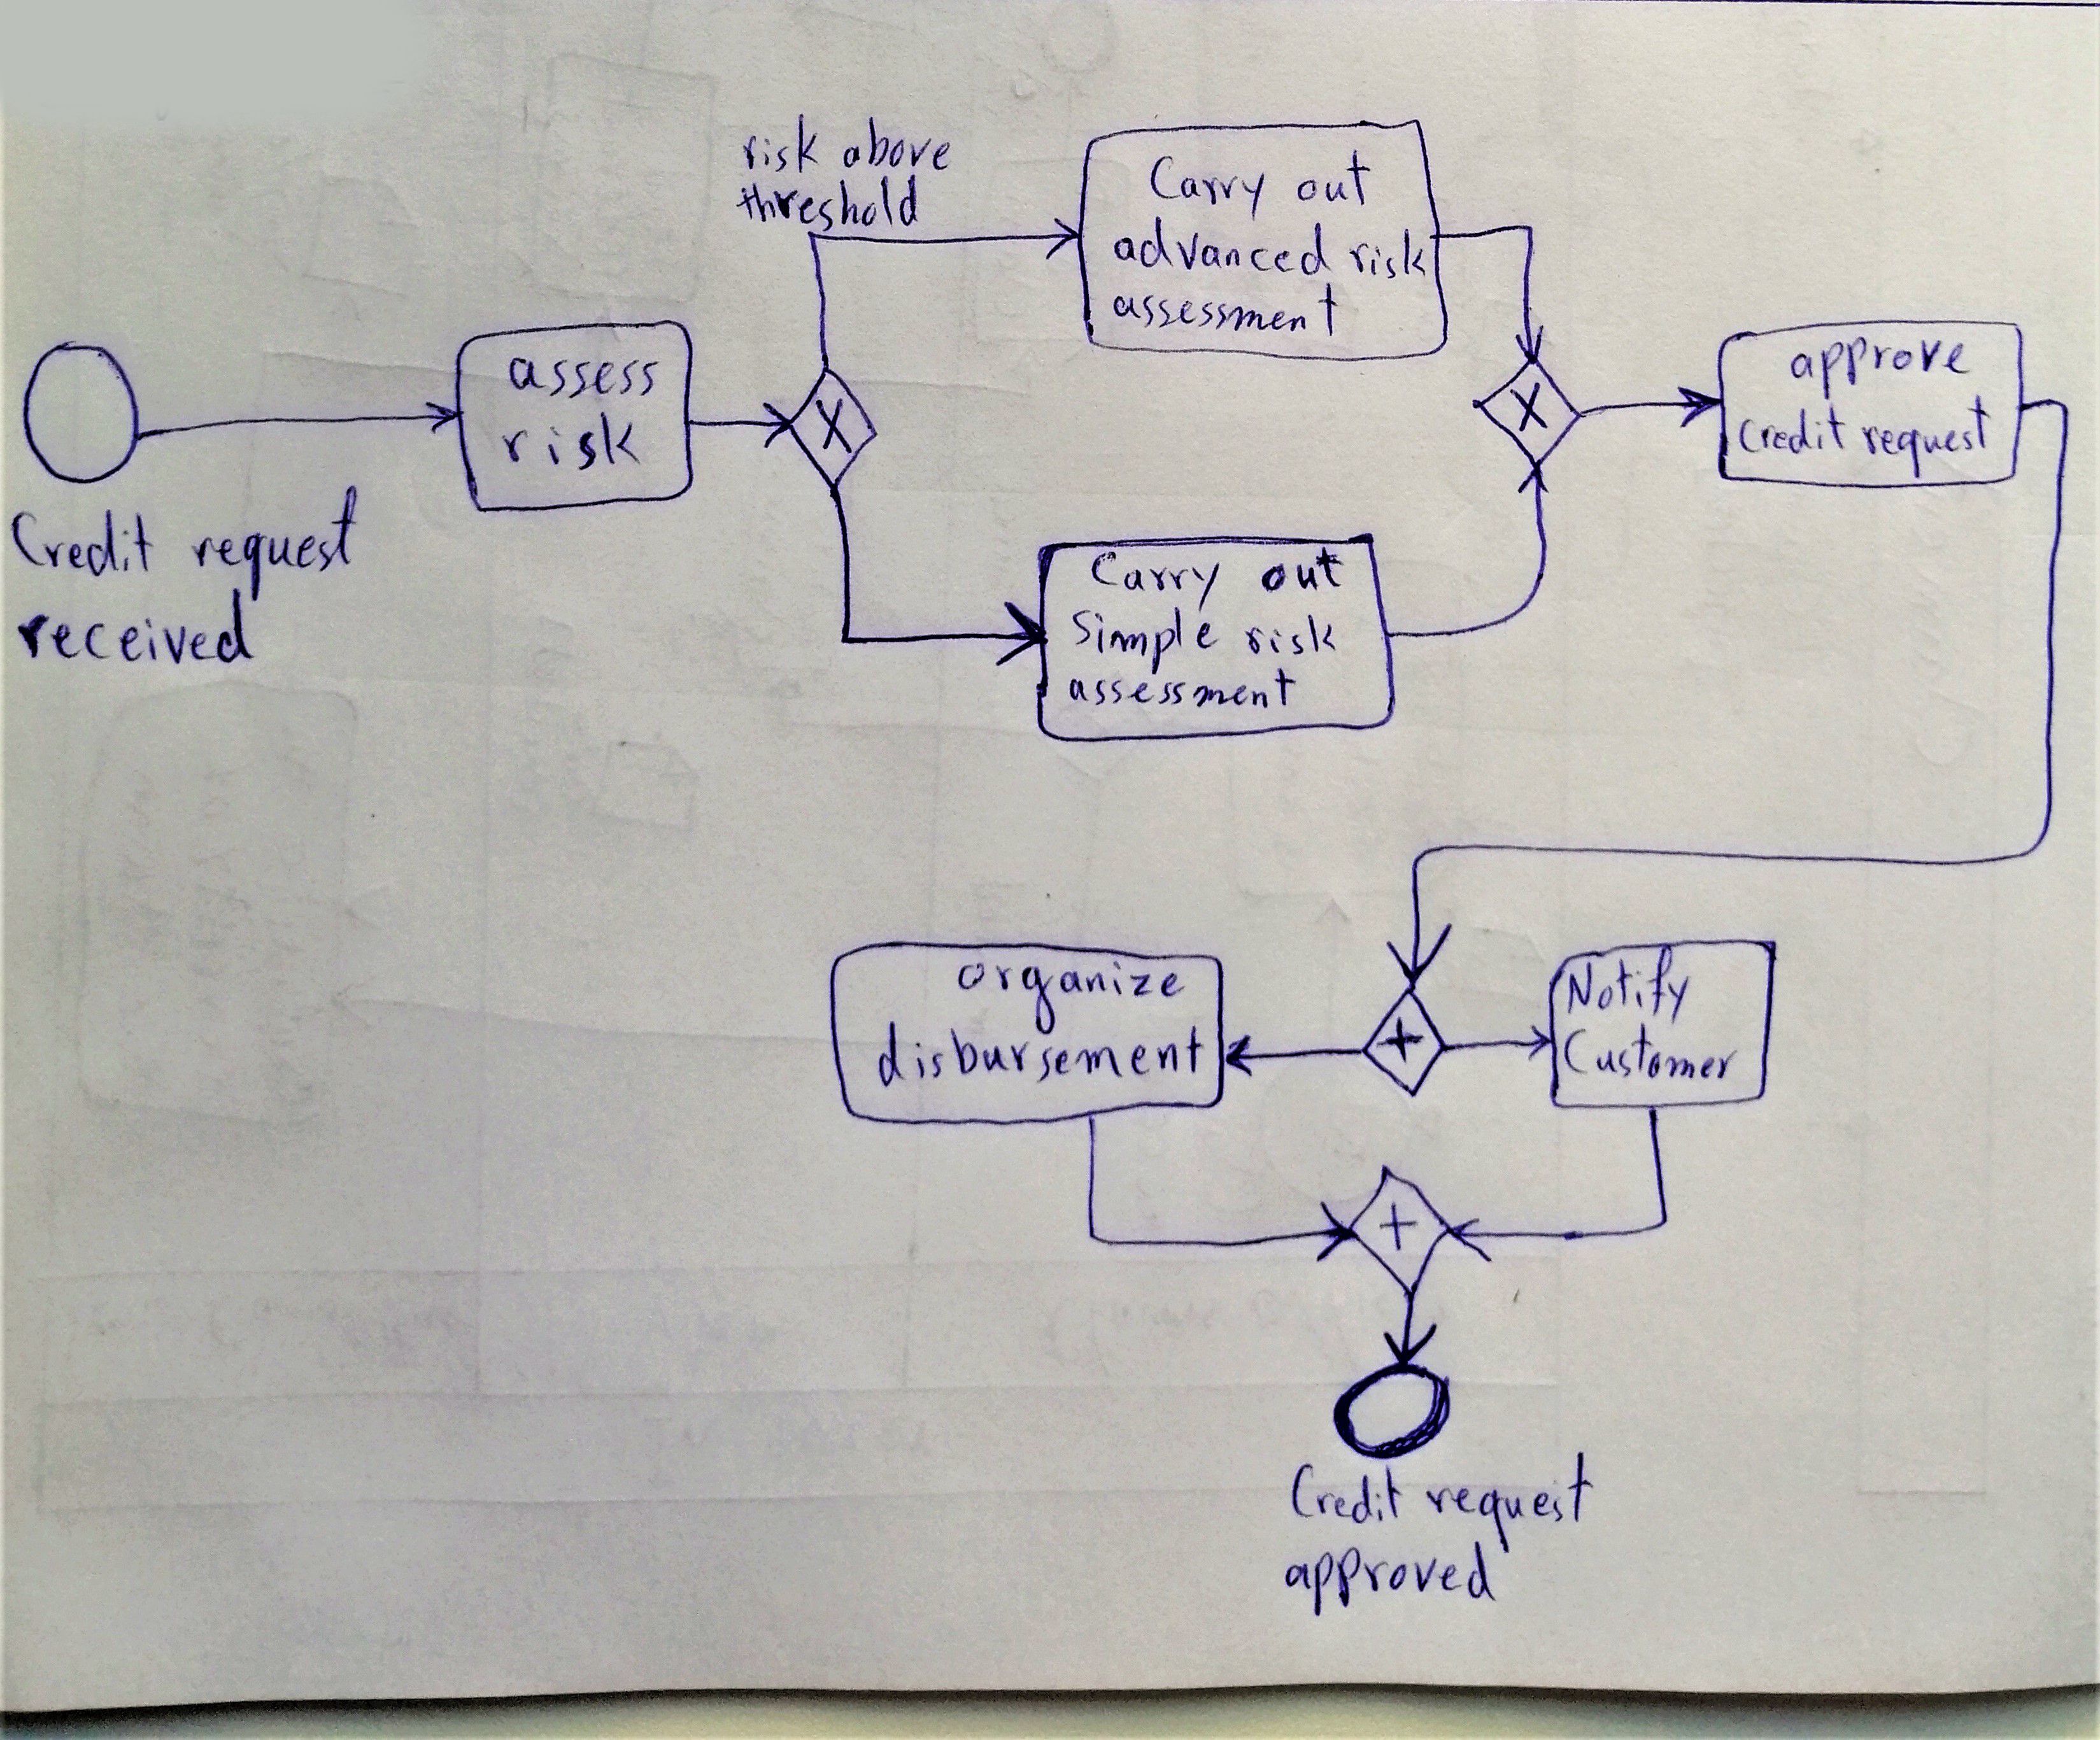 risk above
threshold
Carry out
advanced risk
assessment
assess
risk
X
X
approve
Credit request
Credit request
received
Carry out
Simple risk
assessment
organize
disbursement
+
Notify
Customer
+
Credit request
approved